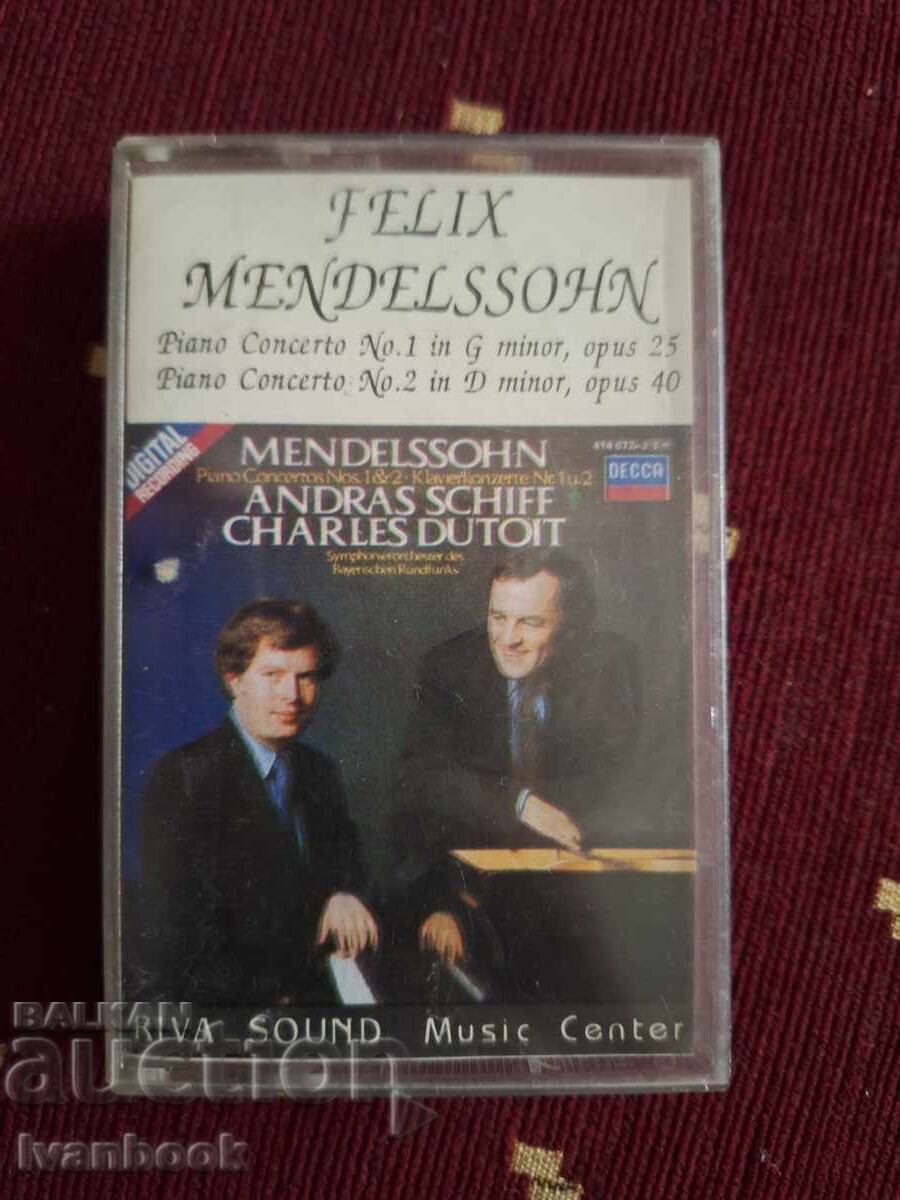 FELIX
MENDELSSOHN
Piano Concerto No.1 in G minor, opus 25
Piano Concerto No.2 in D minor, opus 40
DIGITAL
RECORDING
MENDELSSOHN
Piano Concertos Nos. 1 & 2 · Klavierkonzerte Nr. 1 u. 2
DECCA
ANDRAS SCHIFF
CHARLES DUTOIT
Symphonieorchester des
Bayerischen Rundfunks
RIVA SOUND Music Center
BALKAN
auction
Ivanbook